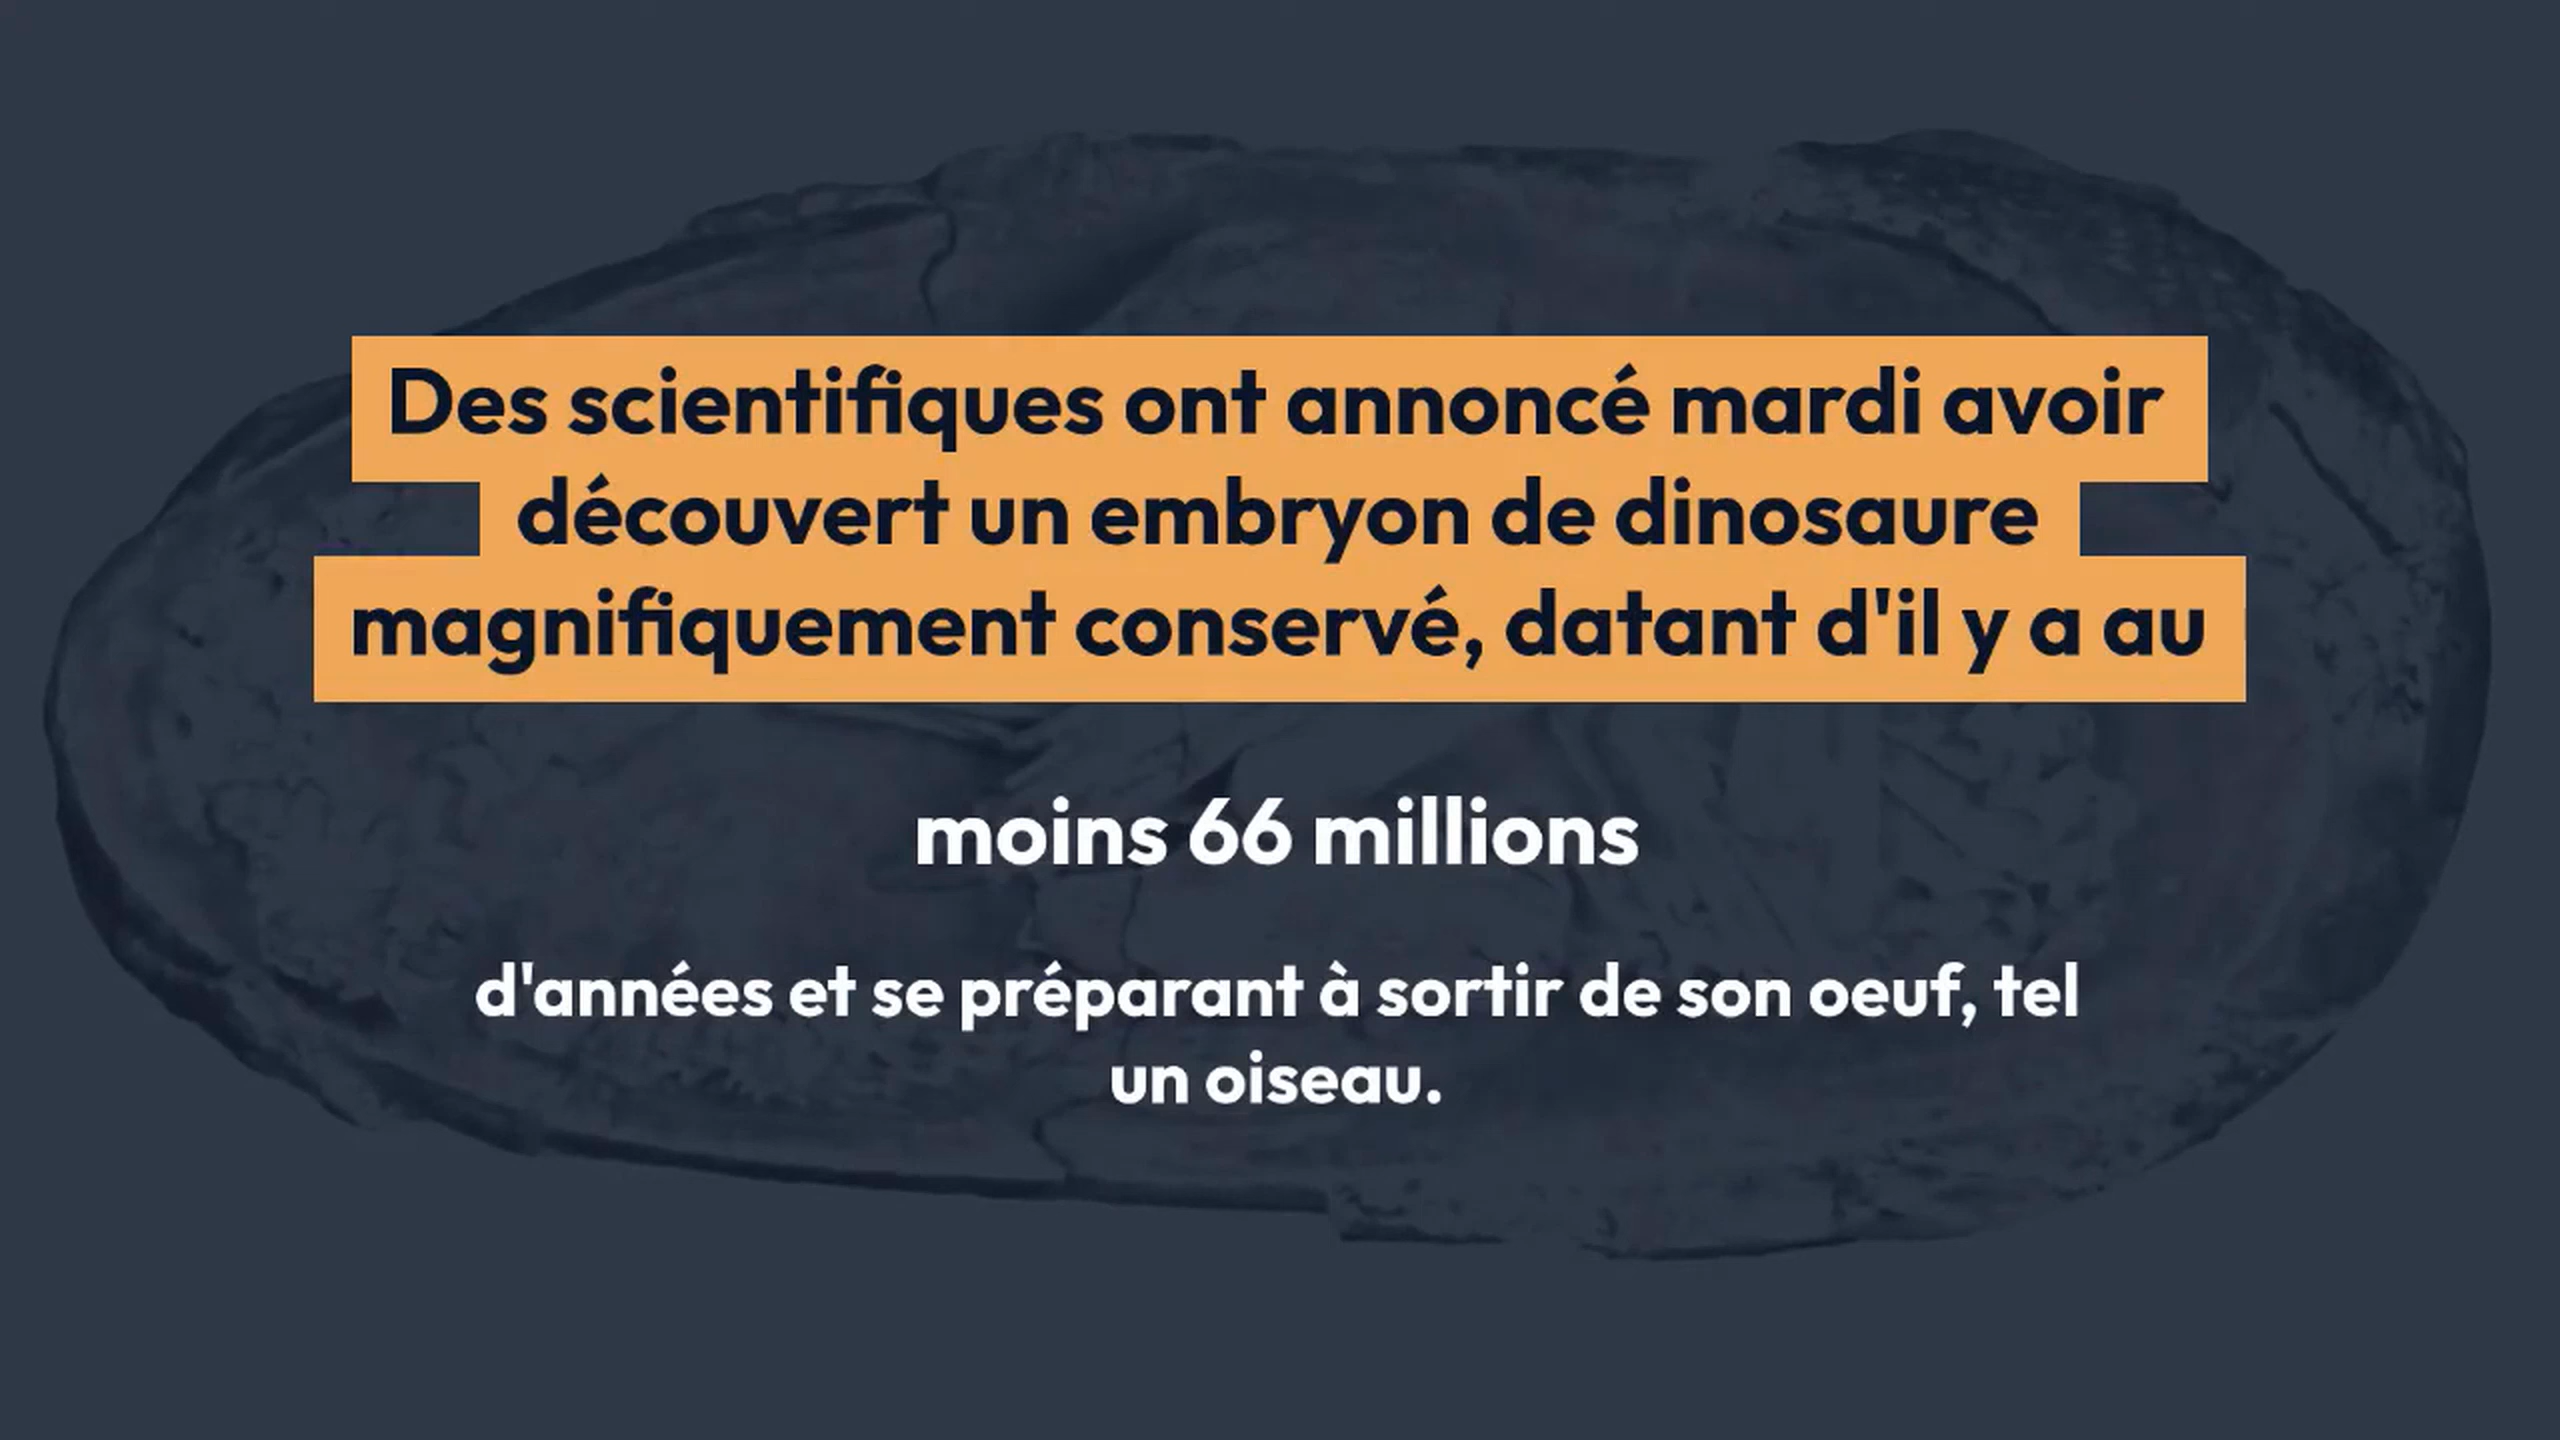 Des scientifiques ont annoncé mardi avoir
découvert un embryon de dinosaure
magnifiquement conservé, datant d'il y a au
moins 66 millions
d'années et se préparant à sortir de son oeuf, tel
un oiseau.